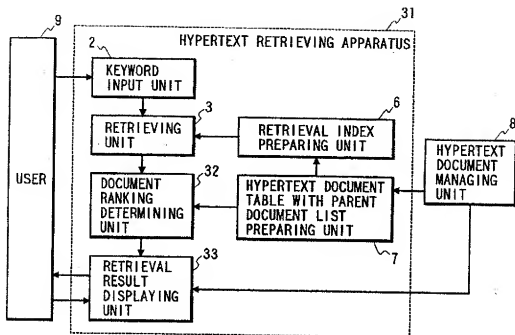 31
9
HYPERTEXT RETRIEVING APPARATUS
2
KEYWORD
INPUT UNIT
3
RETRIEVING
UNIT
6
RETRIEVAL INDEX
PREPARING UNIT
8
HYPERTEXT
DOCUMENT
MANAGING
UNIT
USER
32
DOCUMENT
RANKING
DETERMINING
UNIT
HYPERTEXT DOCUMENT
TABLE WITH PARENT
DOCUMENT LIST
PREPARING UNIT
7
33
RETRIEVAL
RESULT
DISPLAYING
UNIT